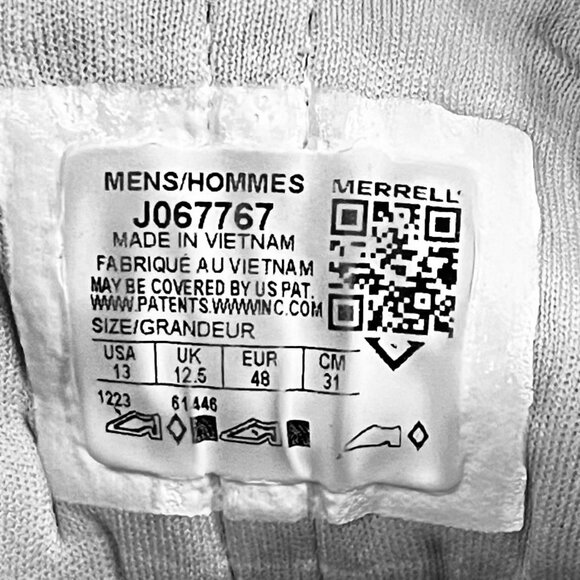 MENS/HOMMES
MERRELL
J067767
MADE IN VIETNAM
FABRIQUÉ AU VIETNAM
MAY BE COVERED BY US PAT.
WWW.PATENTS.WWWINC.COM
SIZE/GRANDEUR
USA UK EUR CM
13 12.5 48 31
1223 61446